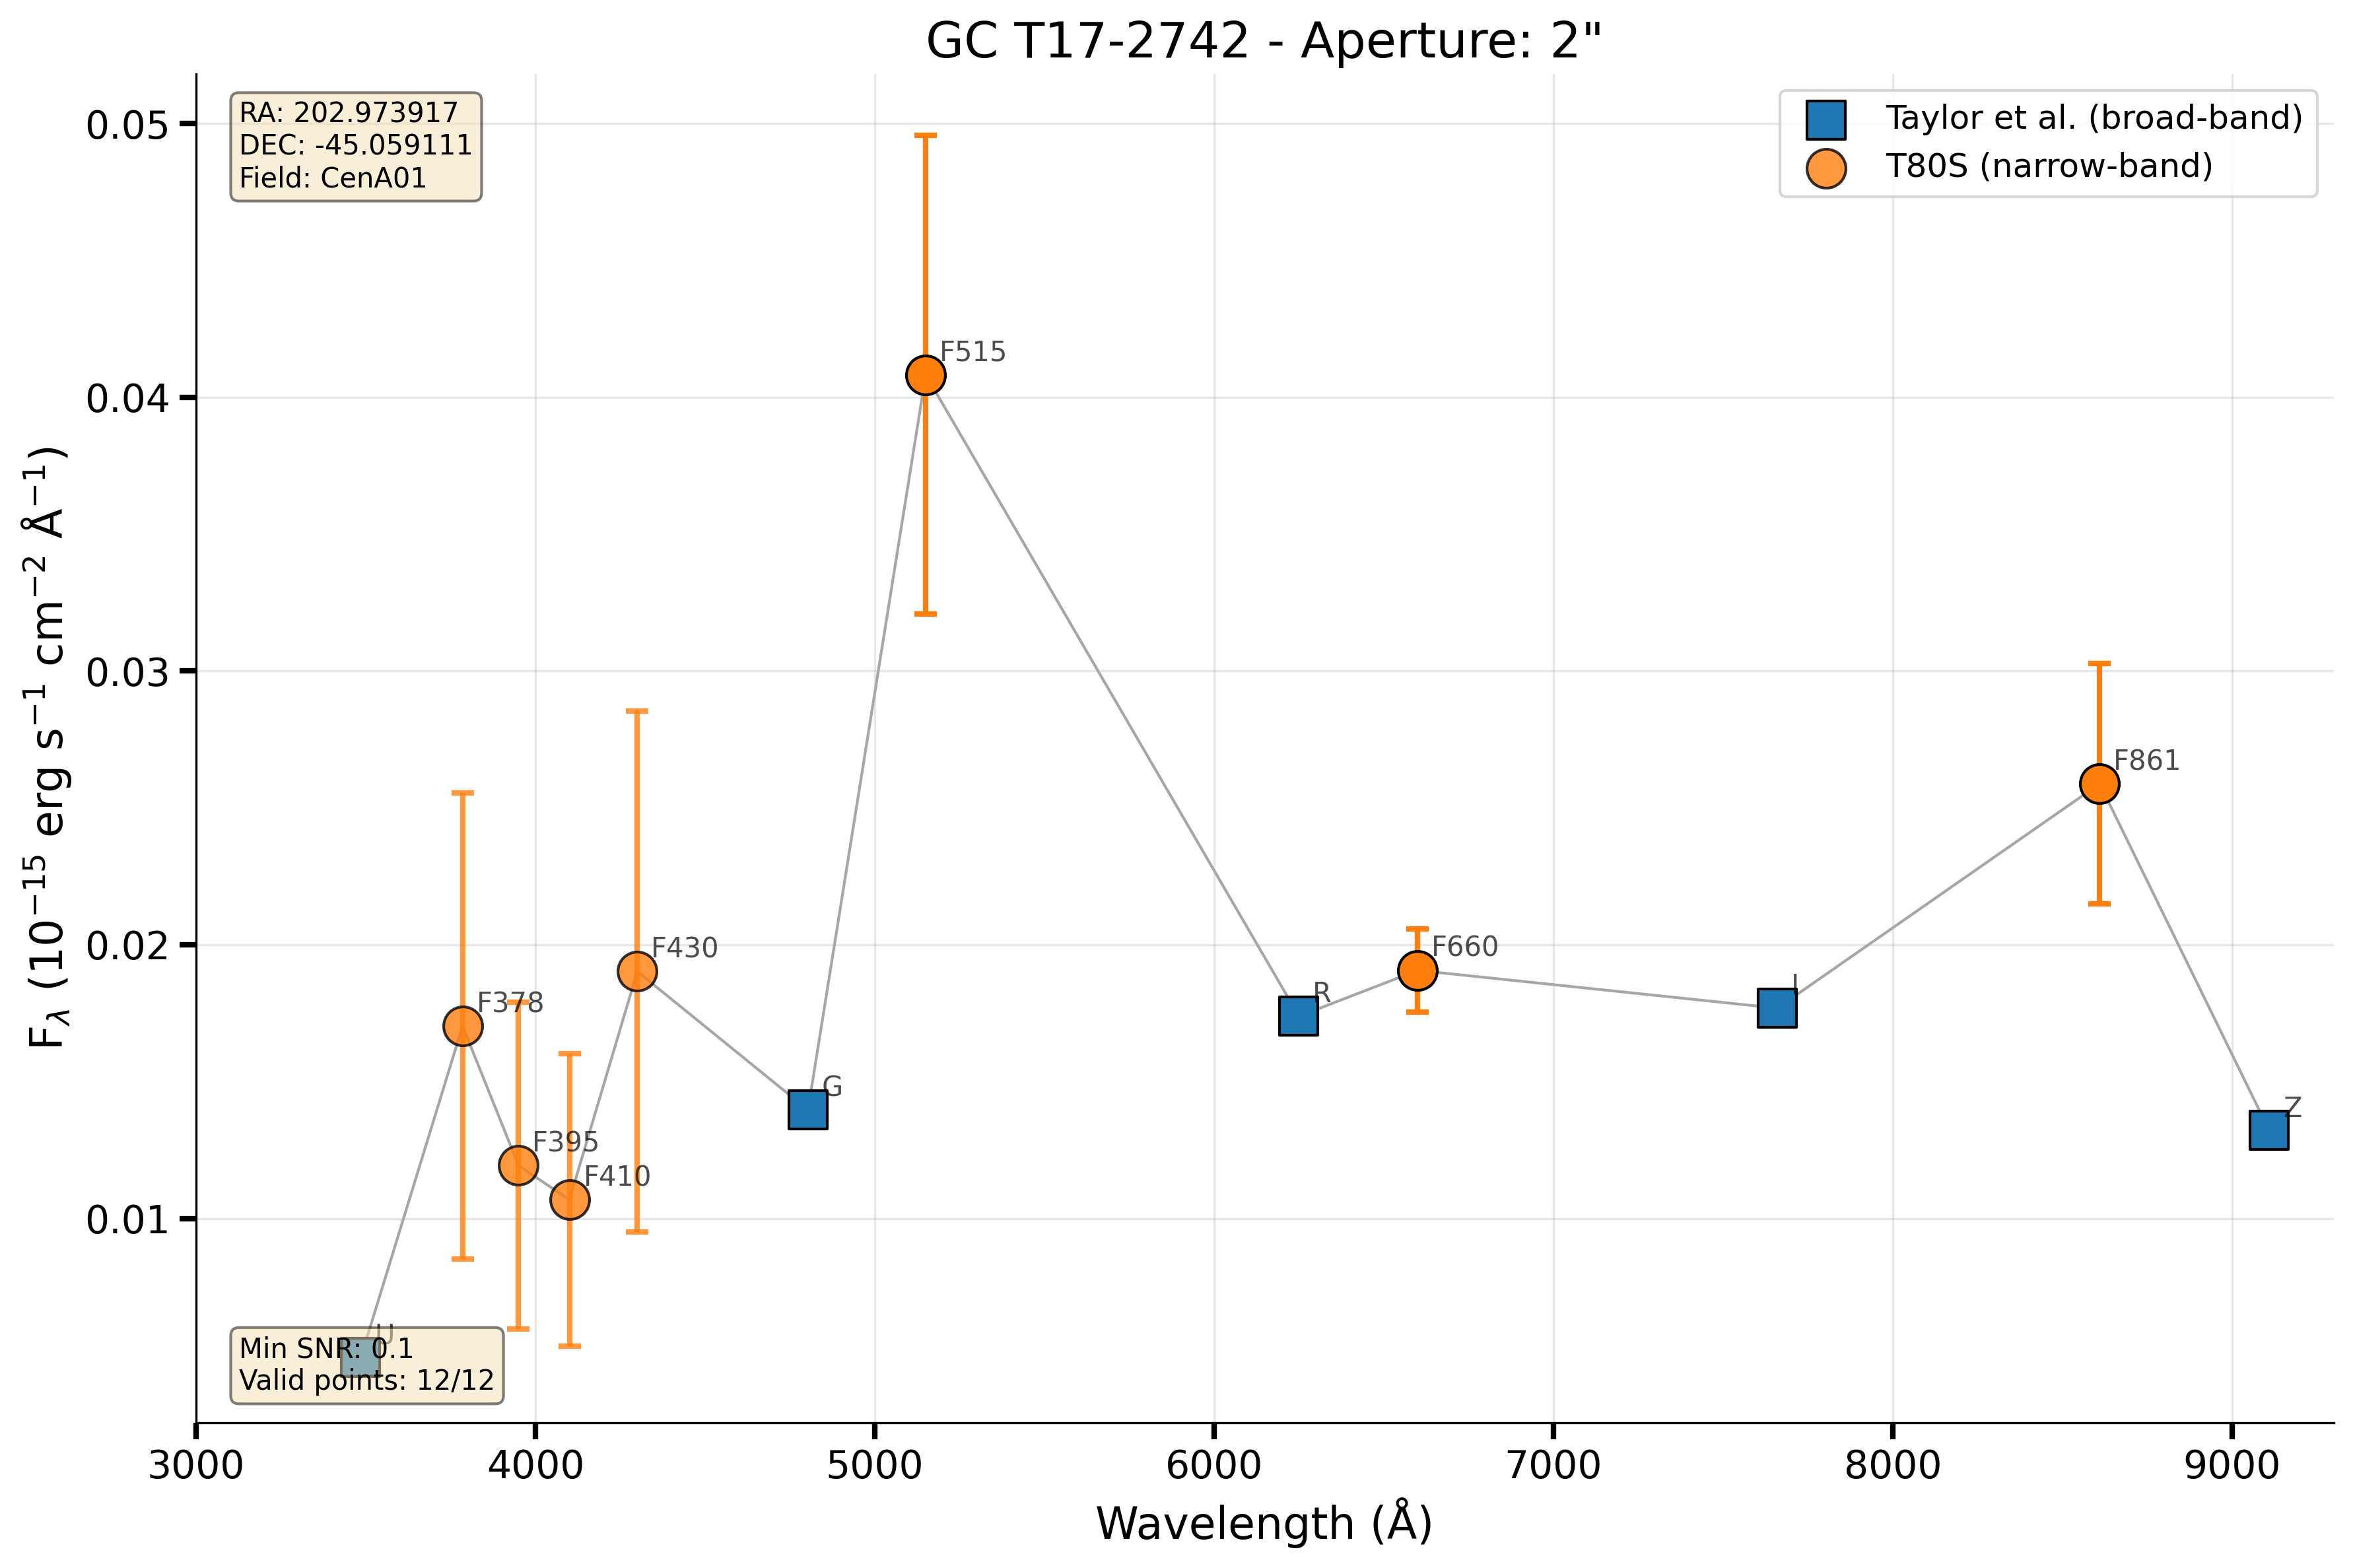 GC T17-2742 - Aperture: 2"
RA: 202.973917
DEC: -45.059111
Field: CenA01
Taylor et al. (broad-band)
T80S (narrow-band)
0.05
0.04
0.03
0.02
0.01
F_λ (10⁻¹⁵ erg s⁻¹ cm⁻² Å⁻¹)
F515
F861
F430
F660
F378
R
I
G
Z
F395
F410
U
Min SNR: 0.1
Valid points: 12/12
3000 4000 5000 6000 7000 8000 9000
Wavelength (Å)